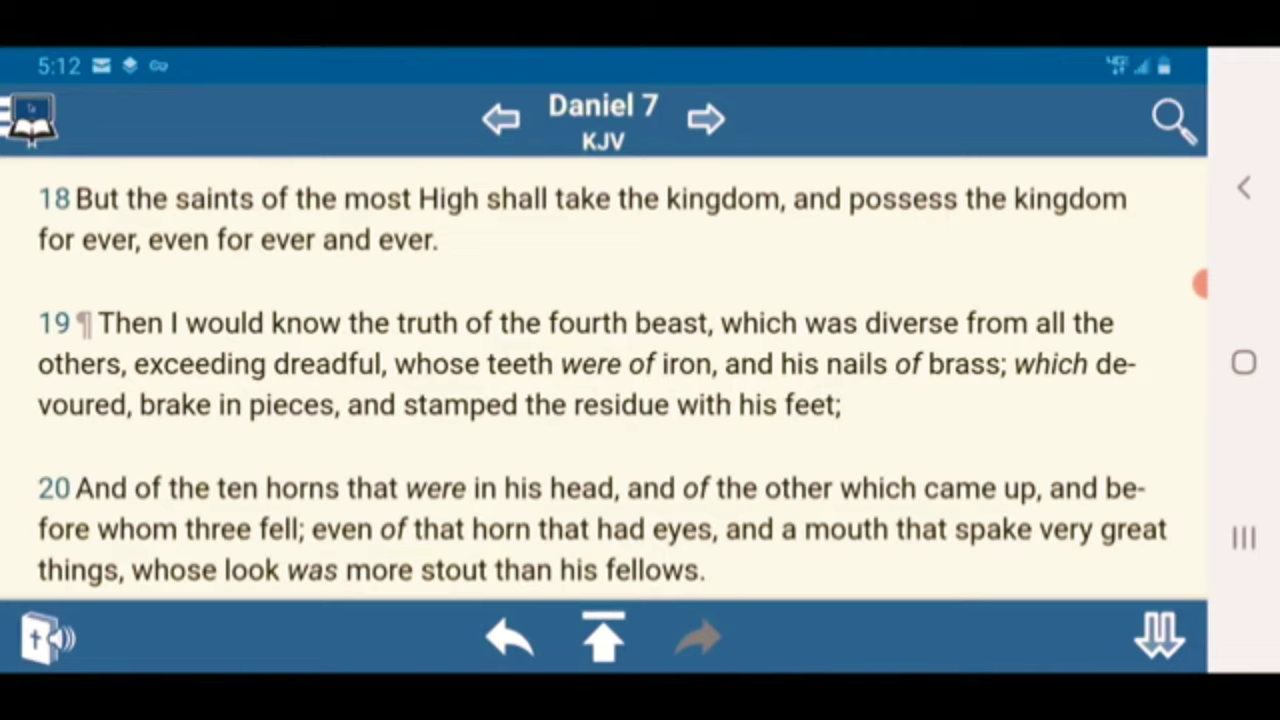 5:12
Daniel 7
KJV
18 But the saints of the most High shall take the kingdom, and possess the kingdom
for ever, even for ever and ever.
19 ¶ Then I would know the truth of the fourth beast, which was diverse from all the
others, exceeding dreadful, whose teeth were of iron, and his nails of brass; which de-
voured, brake in pieces, and stamped the residue with his feet;
20 And of the ten horns that were in his head, and of the other which came up, and be-
fore whom three fell; even of that horn that had eyes, and a mouth that spake very great
things, whose look was more stout than his fellows.